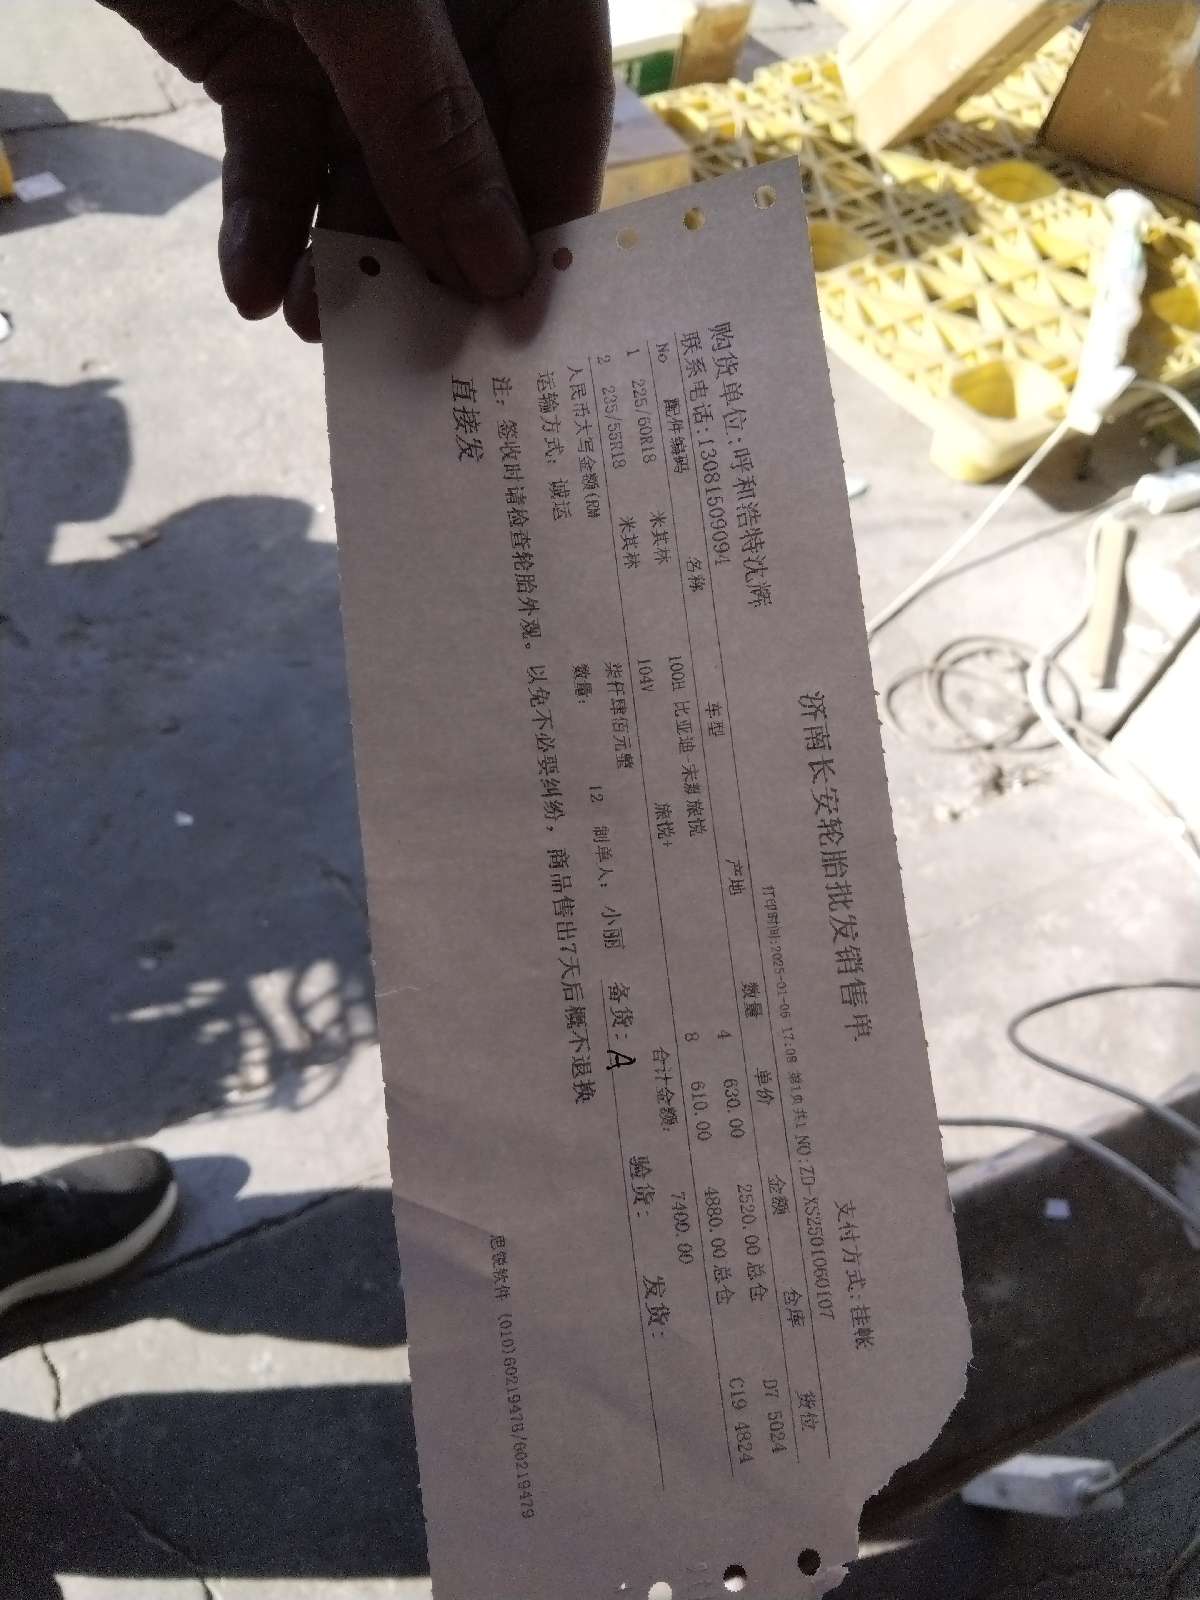 济南长安轮胎批发销售单
支付方式:挂帐
购货单位:呼和浩特沈辉
打印时间:2025-01-06 17:08 第1页共1 NO:ZD-XS2501060107
联系电话:13081509094
No 配件编码 名称 车型 产地 数量 单价 金额 仓库 货位
1 225/60R18 米其林 100H 比亚迪-宋 旅悦 4 630.00 2520.00 总仓 D7 5024
2 235/55R18 米其林 104V 旅悦+ 8 610.00 4880.00 总仓 C19 4824
人民币大写金额(RM 柒仟肆佰元整 合计金额: 7400.00
运输方式: 诚运 数量: 12 制单人: 小丽 备货: A 验货: 发货:
注: 签收时请检查轮胎外观。以免不必要纠纷,商品售出7天后概不退换
直接发
思锐软件 (010)60219478/60219479